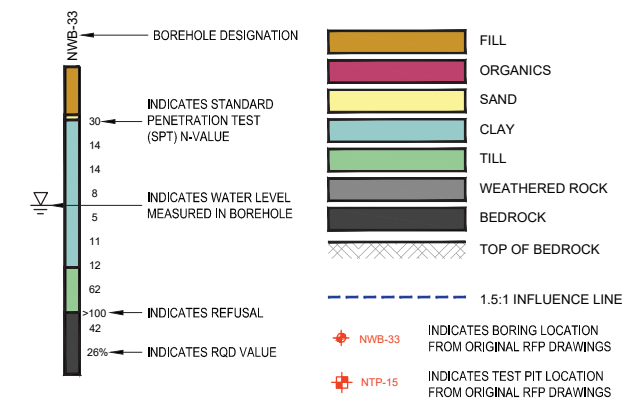 NWB-33
BOREHOLE DESIGNATION
30
INDICATES STANDARD
PENETRATION TEST
(SPT) N-VALUE
14
14
8
INDICATES WATER LEVEL
MEASURED IN BOREHOLE
5
11
12
62
>100
INDICATES REFUSAL
42
26%
INDICATES RQD VALUE
FILL
ORGANICS
SAND
CLAY
TILL
WEATHERED ROCK
BEDROCK
TOP OF BEDROCK
1.5:1 INFLUENCE LINE
NWB-33
INDICATES BORING LOCATION
FROM ORIGINAL RFP DRAWINGS
NTP-15
INDICATES TEST PIT LOCATION
FROM ORIGINAL RFP DRAWINGS